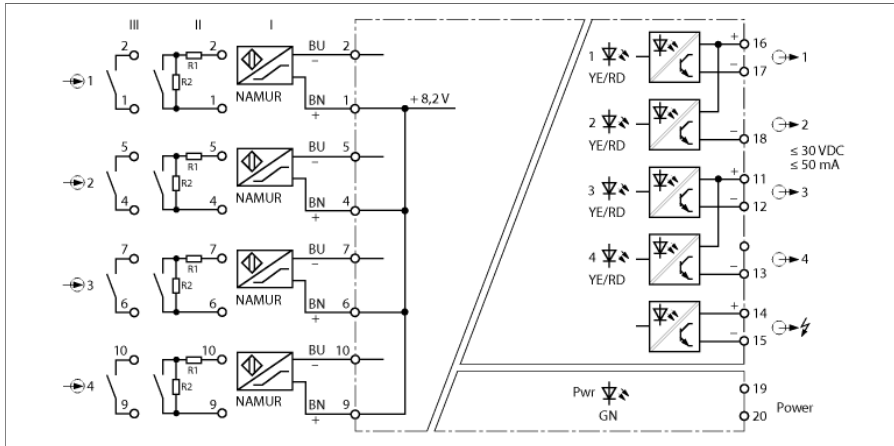 III II I
2 2 BU 2
R1 −
R2
1
1 1 NAMUR BN 1 + 8,2 V
+
5 5 BU 5
R1 −
R2
2
4 4 NAMUR BN 4
+
7 7 BU 7
R1 −
R2
3
6 6 NAMUR BN 6
+
10 10 BU 10
R1 −
R2
4
9 9 NAMUR BN 9
+
+ 16
1 1
YE/RD − 17
2 2
YE/RD − 18
≤ 30 VDC
≤ 50 mA
+ 11
3 3
YE/RD − 12
4 4
YE/RD − 13
+ 14
− 15
Pwr 19
GN Power
20